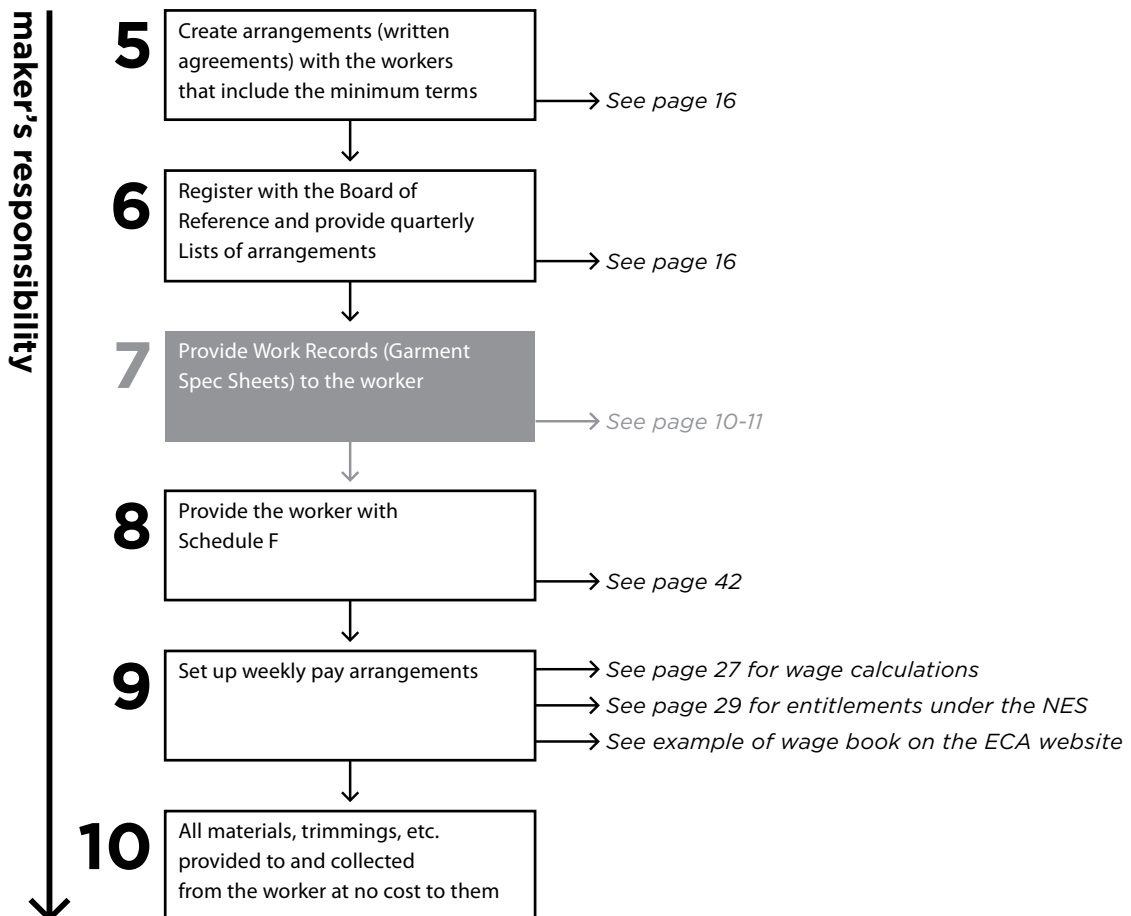 maker's responsibility
5
Create arrangements (written
agreements) with the workers
that include the minimum terms
See page 16
6
Register with the Board of
Reference and provide quarterly
Lists of arrangements
See page 16
7
Provide Work Records (Garment
Spec Sheets) to the worker
See page 10-11
8
Provide the worker with
Schedule F
See page 42
9
Set up weekly pay arrangements
See page 27 for wage calculations
See page 29 for entitlements under the NES
See example of wage book on the ECA website
10
All materials, trimmings, etc.
provided to and collected
from the worker at no cost to them